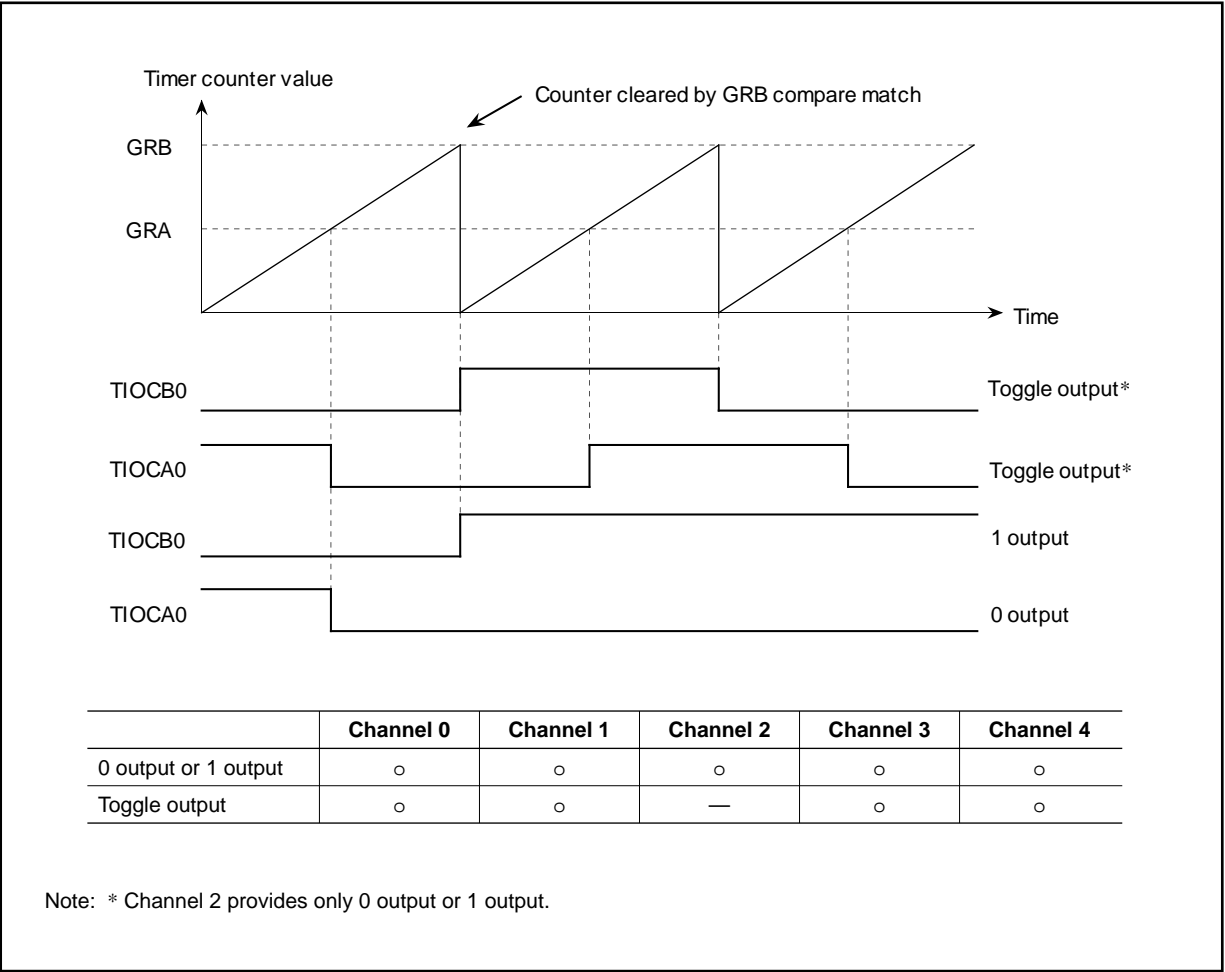 Timer counter value
Counter cleared by GRB compare match
GRB
GRA
Time
TIOCB0 Toggle output*
TIOCA0 Toggle output*
TIOCB0 1 output
TIOCA0 0 output
Channel 0 Channel 1 Channel 2 Channel 3 Channel 4
0 output or 1 output ○ ○ ○ ○ ○
Toggle output ○ ○ — ○ ○
Note: * Channel 2 provides only 0 output or 1 output.